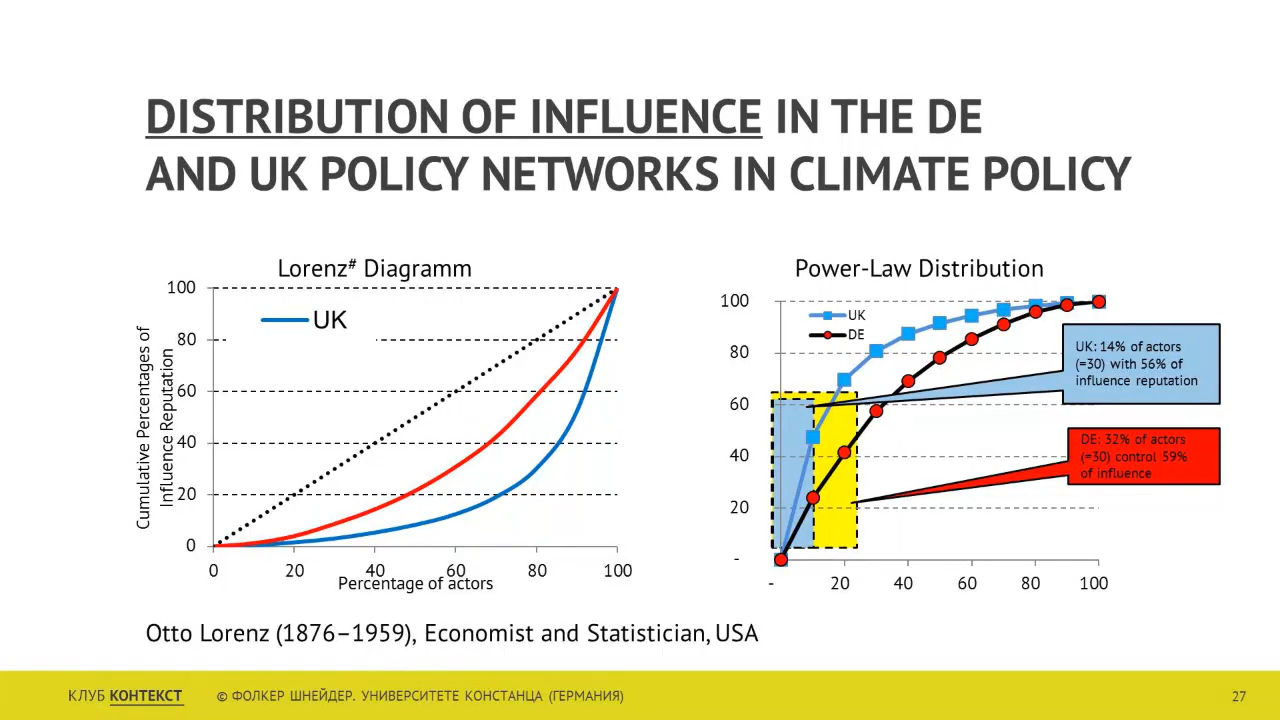 DISTRIBUTION OF INFLUENCE IN THE DE
AND UK POLICY NETWORKS IN CLIMATE POLICY
Lorenz# Diagramm
Cumulative Percentages of
Influence Reputation
100
80
60
40
20
0
UK
0 20 40 60 80 100
Percentage of actors
Power-Law Distribution
100
80
60
40
20
-
UK
DE
- 20 40 60 80 100
UK: 14% of actors
(=30) with 56% of
influence reputation
DE: 32% of actors
(=30) control 59%
of influence
Otto Lorenz (1876–1959), Economist and Statistician, USA
КЛУБ КОНТЕКСТ © ФОЛКЕР ШНЕЙДЕР. УНИВЕРСИТЕТЕ КОНСТАНЦА (ГЕРМАНИЯ) 27